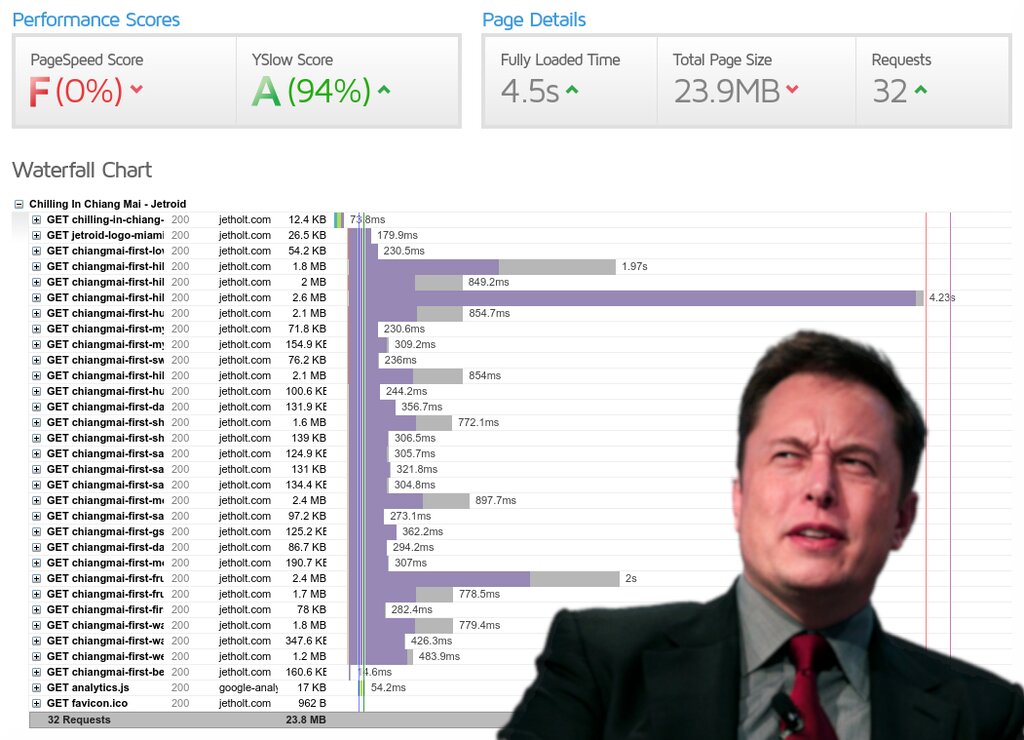 Performance Scores Page Details
PageSpeed Score YSlow Score Fully Loaded Time Total Page Size Requests
F (0%) A (94%) 4.5s 23.9MB 32
Waterfall Chart
Chilling In Chiang Mai - Jetroid
GET chilling-in-chiang- 200 jetholt.com 12.4 KB 73.8ms
GET jetroid-logo-miami 200 jetholt.com 26.5 KB 179.9ms
GET chiangmai-first-lo 200 jetholt.com 54.2 KB 230.5ms
GET chiangmai-first-hil 200 jetholt.com 1.8 MB 1.97s
GET chiangmai-first-hil 200 jetholt.com 2 MB 849.2ms
GET chiangmai-first-hil 200 jetholt.com 2.6 MB 4.23s
GET chiangmai-first-hu 200 jetholt.com 2.1 MB 854.7ms
GET chiangmai-first-my 200 jetholt.com 71.8 KB 230.6ms
GET chiangmai-first-my 200 jetholt.com 154.9 KB 309.2ms
GET chiangmai-first-sw 200 jetholt.com 76.2 KB 236ms
GET chiangmai-first-hil 200 jetholt.com 2.1 MB 854ms
GET chiangmai-first-hu 200 jetholt.com 100.6 KB 244.2ms
GET chiangmai-first-da 200 jetholt.com 131.9 KB 356.7ms
GET chiangmai-first-sh 200 jetholt.com 1.6 MB 772.1ms
GET chiangmai-first-sh 200 jetholt.com 139 KB 306.5ms
GET chiangmai-first-sa 200 jetholt.com 124.9 KB 305.7ms
GET chiangmai-first-sa 200 jetholt.com 131 KB 321.8ms
GET chiangmai-first-sa 200 jetholt.com 134.4 KB 304.8ms
GET chiangmai-first-mo 200 jetholt.com 2.4 MB 897.7ms
GET chiangmai-first-sa 200 jetholt.com 97.2 KB 273.1ms
GET chiangmai-first-gs 200 jetholt.com 125.2 KB 362.2ms
GET chiangmai-first-da 200 jetholt.com 86.7 KB 294.2ms
GET chiangmai-first-mo 200 jetholt.com 190.7 KB 307ms
GET chiangmai-first-fru 200 jetholt.com 2.4 MB 2s
GET chiangmai-first-fru 200 jetholt.com 1.7 MB 778.5ms
GET chiangmai-first-fir 200 jetholt.com 78 KB 282.4ms
GET chiangmai-first-wa 200 jetholt.com 1.8 MB 779.4ms
GET chiangmai-first-wa 200 jetholt.com 347.6 KB 426.3ms
GET chiangmai-first-we 200 jetholt.com 1.2 MB 483.9ms
GET chiangmai-first-be 200 jetholt.com 160.6 KB 14.6ms
GET analytics.js 200 google-analy 17 KB 54.2ms
GET favicon.ico 200 jetholt.com 962 B
32 Requests 23.8 MB